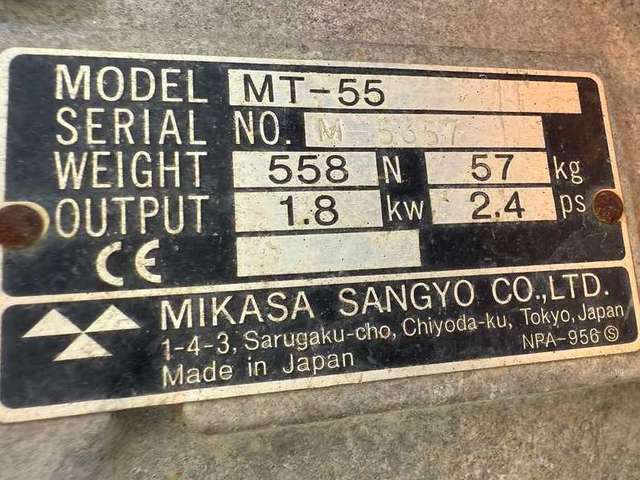 MODEL MT-55
SERIAL NO. M-5357
WEIGHT 558 N 57 kg
OUTPUT 1.8 kw 2.4 ps
CE
MIKASA SANGYO CO.,LTD.
1-4-3, Sarugaku-cho, Chiyoda-ku, Tokyo, Japan
Made in Japan NPA-956 Ⓢ